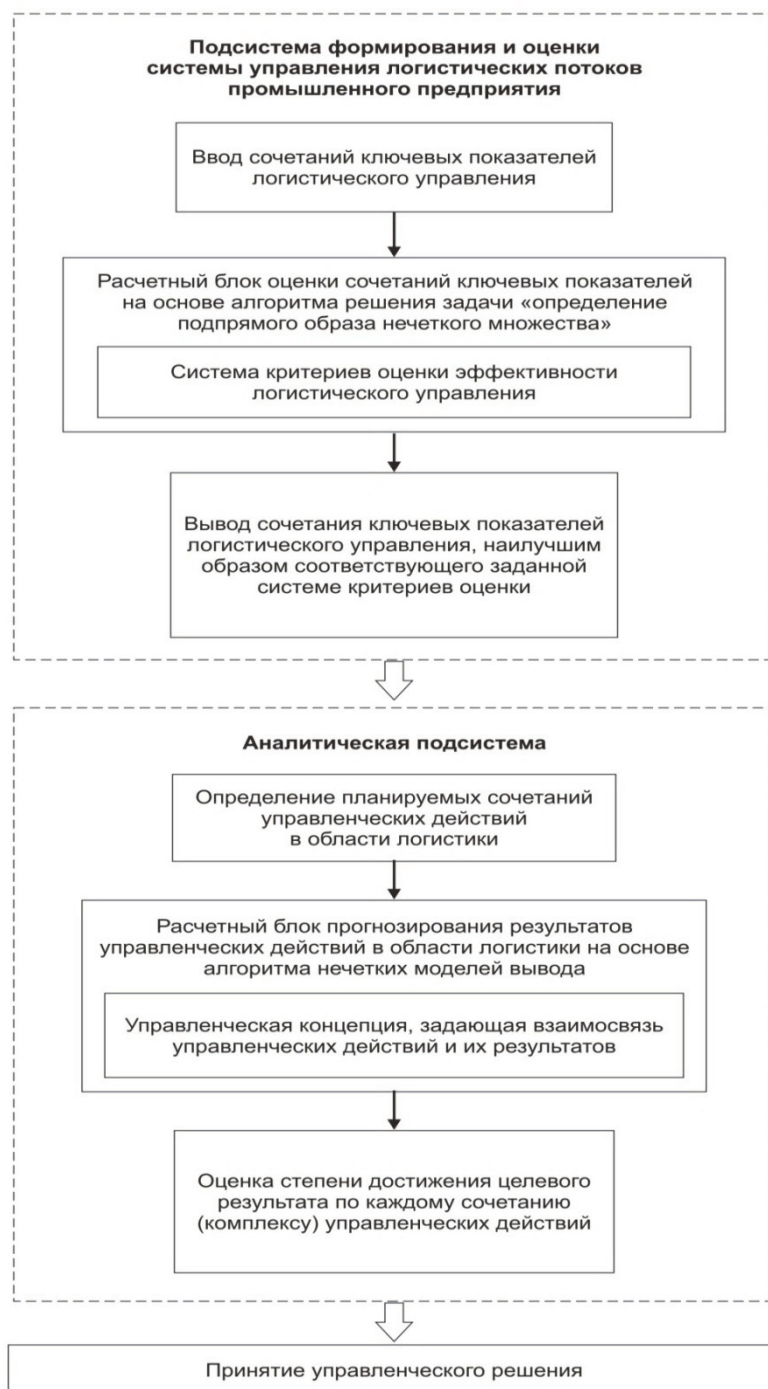 Подсистема формирования и оценки
системы управления логистических потоков
промышленного предприятия
Ввод сочетаний ключевых показателей
логистического управления
Расчетный блок оценки сочетаний ключевых показателей
на основе алгоритма решения задачи «определение
подпрямого образа нечеткого множества»
Система критериев оценки эффективности
логистического управления
Вывод сочетания ключевых показателей
логистического управления, наилучшим
образом соответствующего заданной
системе критериев оценки
Аналитическая подсистема
Определение планируемых сочетаний
управленческих действий
в области логистики
Расчетный блок прогнозирования результатов
управленческих действий в области логистики на основе
алгоритма нечетких моделей вывода
Управленческая концепция, задающая взаимосвязь
управленческих действий и их результатов
Оценка степени достижения целевого
результата по каждому сочетанию
(комплексу) управленческих действий
Принятие управленческого решения